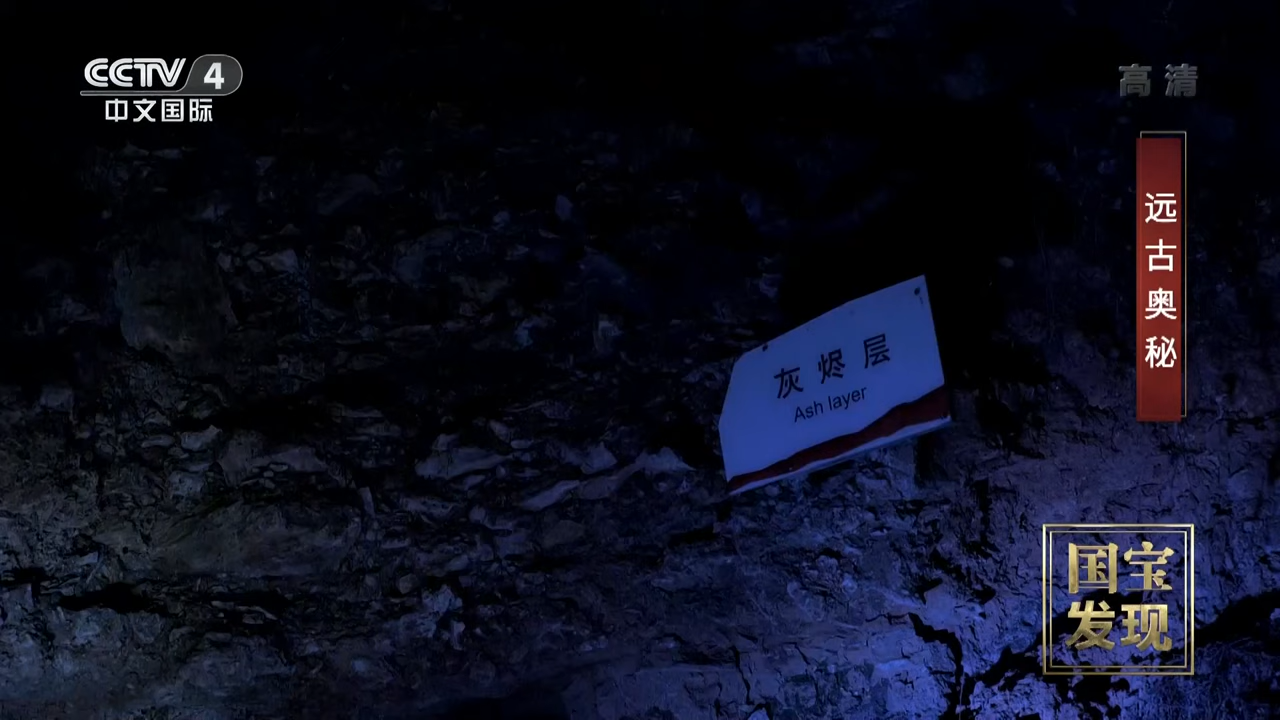 CCTV 4
中文国际
高清
远古奥秘
灰烬层
Ash layer
国宝
发现